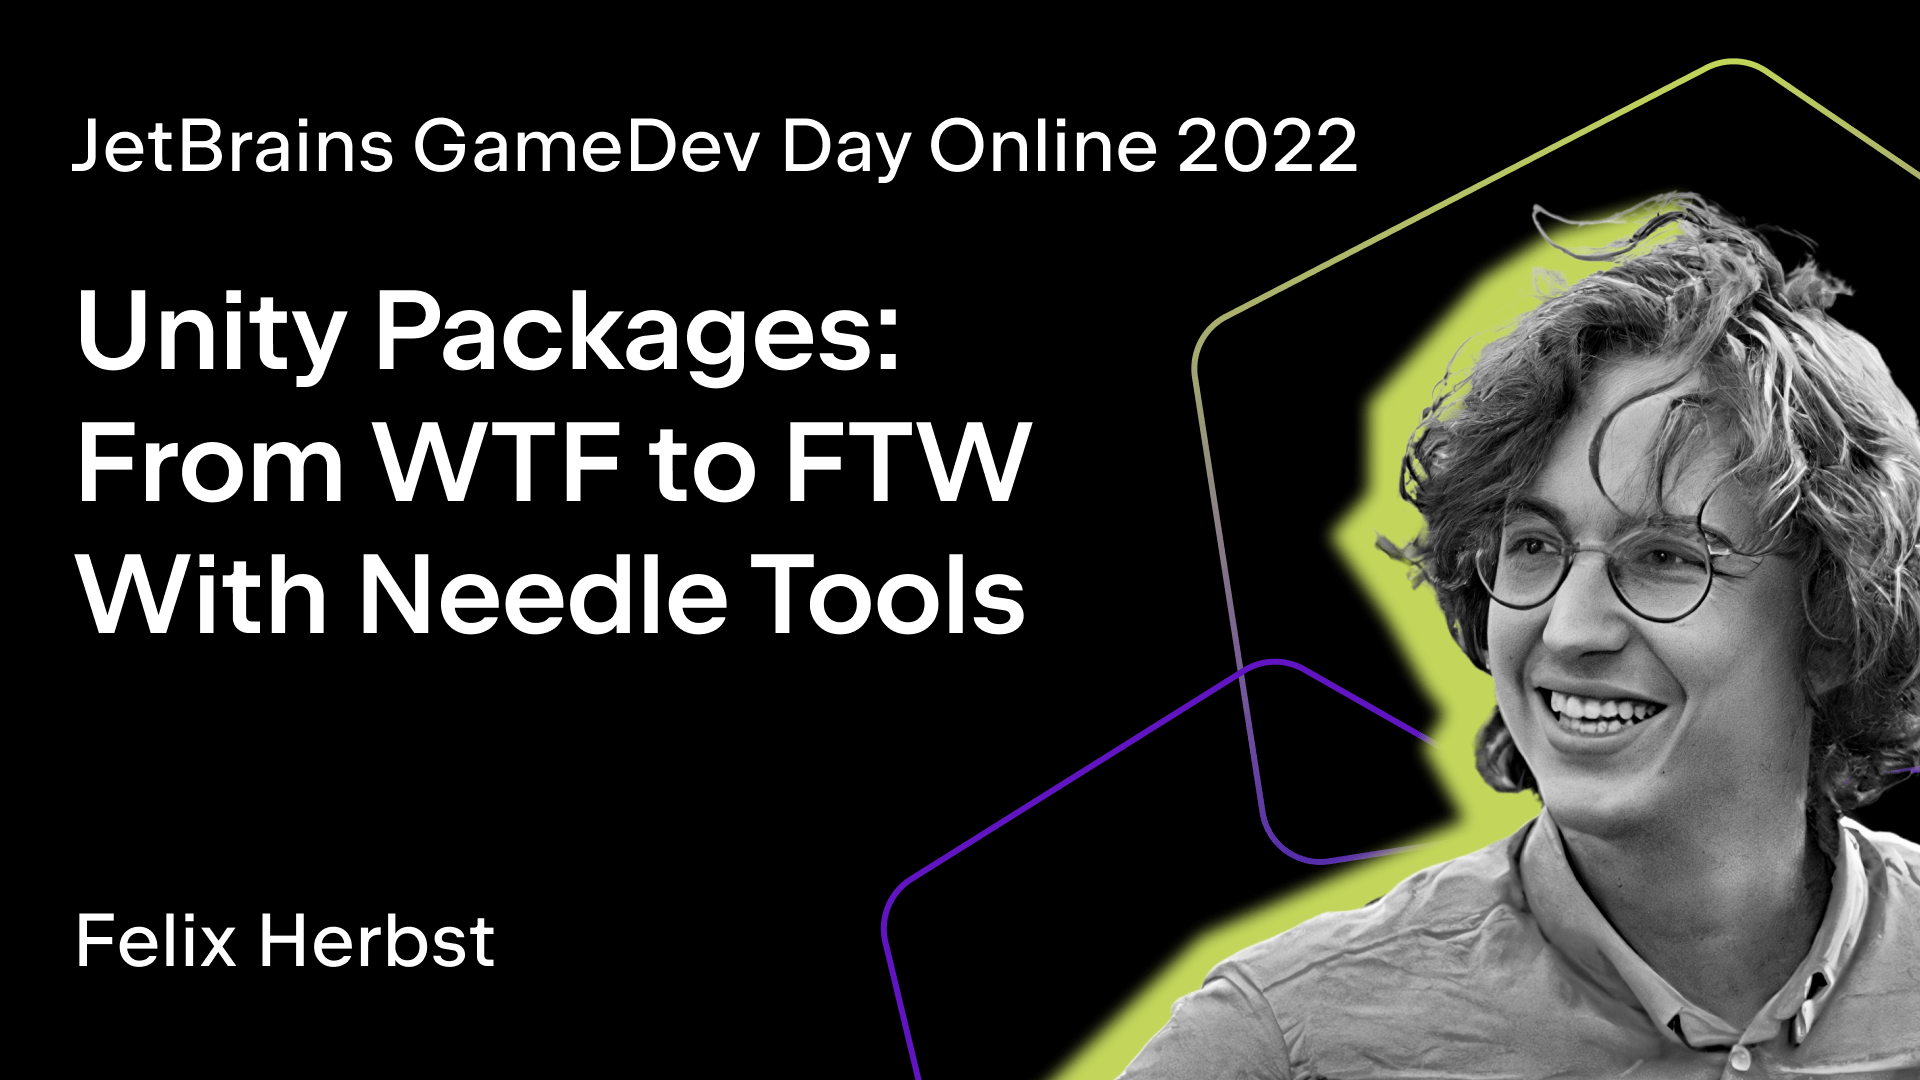 JetBrains GameDev Day Online 2022
Unity Packages:
From WTF to FTW
With Needle Tools
Felix Herbst